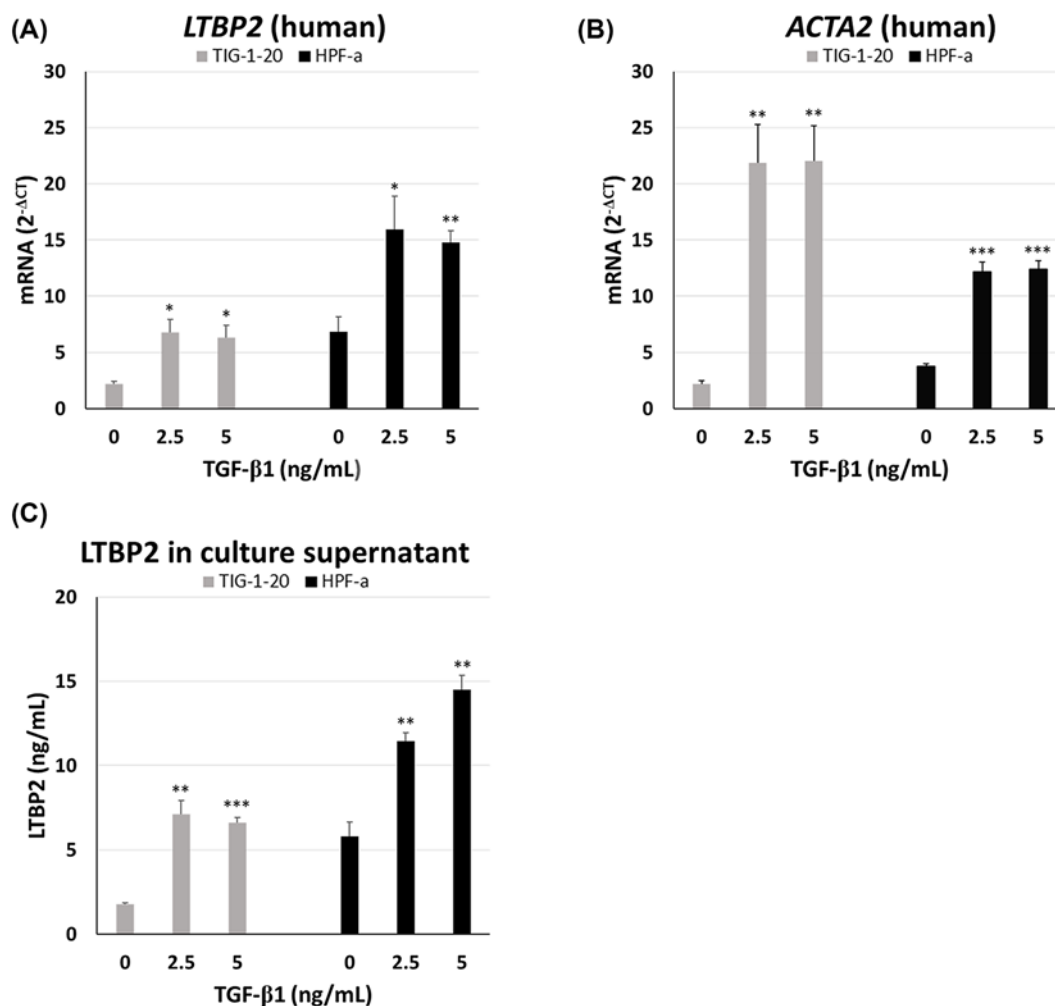 (A)
LTBP2 (human)
TIG-1-20 HPF-a
mRNA (2-ΔCT)
30
25
20
15
10
5
0
* * * **
0 2.5 5 0 2.5 5
TGF-β1 (ng/mL)
(B)
ACTA2 (human)
TIG-1-20 HPF-a
mRNA (2-ΔCT)
30
25
20
15
10
5
0
** ** *** ***
0 2.5 5 0 2.5 5
TGF-β1 (ng/mL)
(C)
LTBP2 in culture supernatant
TIG-1-20 HPF-a
LTBP2 (ng/mL)
20
15
10
5
0
** *** ** **
0 2.5 5 0 2.5 5
TGF-β1 (ng/mL)